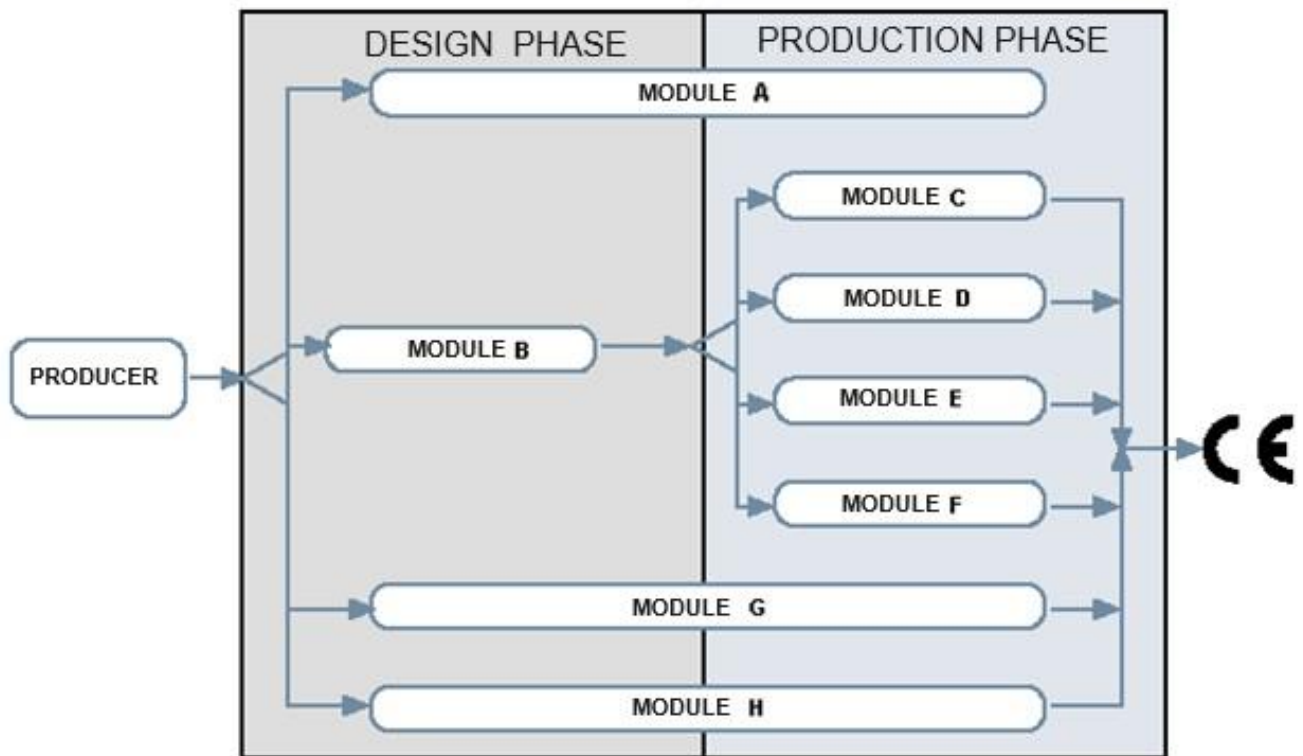 DESIGN PHASE
PRODUCTION PHASE
MODULE A
MODULE C
MODULE D
MODULE B
PRODUCER
MODULE E
CE
MODULE F
MODULE G
MODULE H